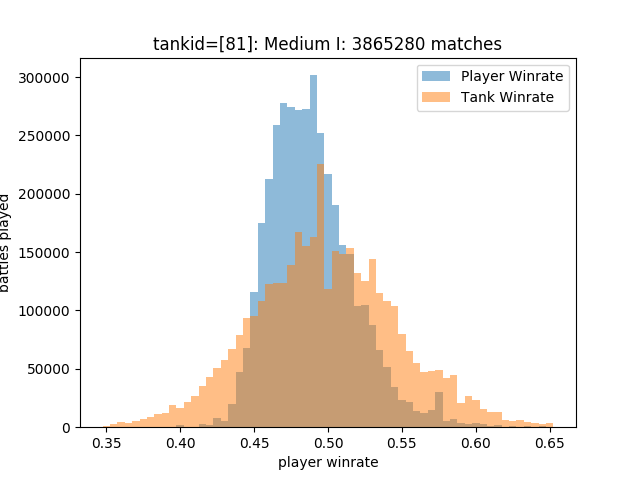 tankid=[81]: Medium I: 3865280 matches
Player Winrate
Tank Winrate
300000
250000
200000
150000
100000
50000
0
battles played
0.35 0.40 0.45 0.50 0.55 0.60 0.65
player winrate